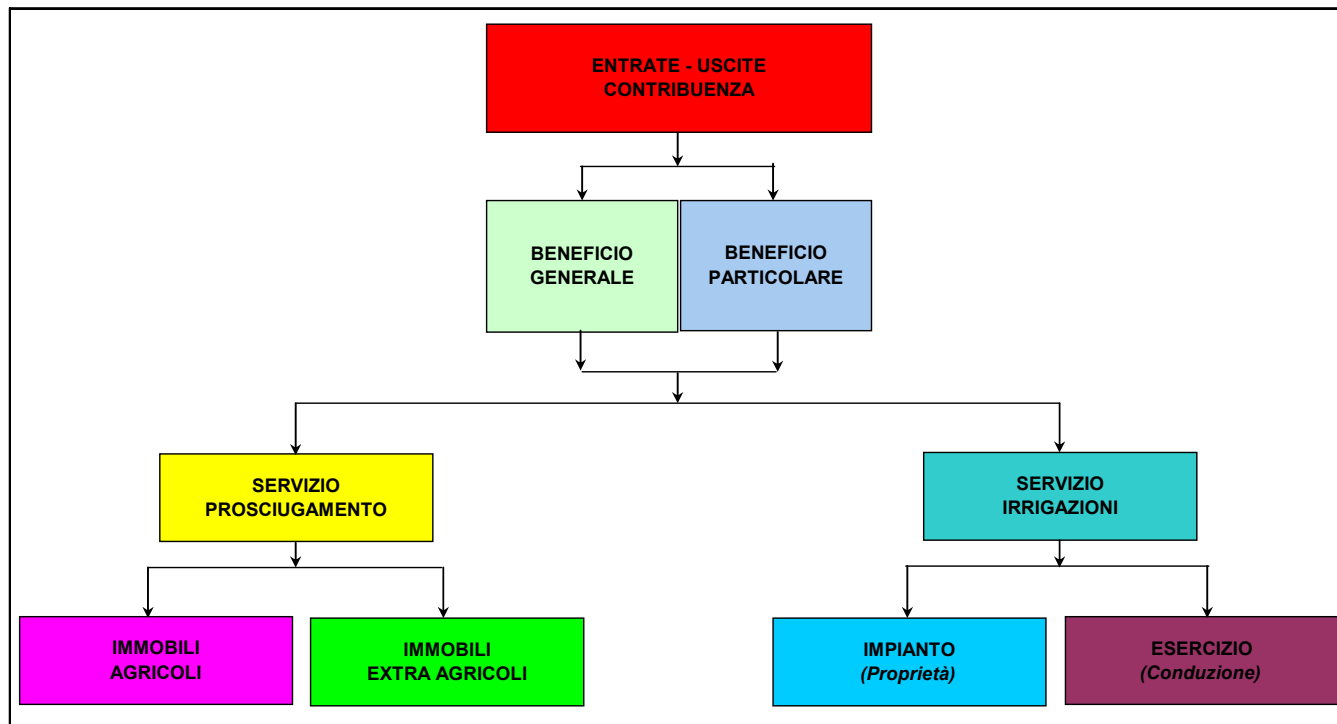 ENTRATE - USCITE
CONTRIBUENZA
BENEFICIO
GENERALE
BENEFICIO
PARTICOLARE
SERVIZIO
PROSCIUGAMENTO
SERVIZIO
IRRIGAZIONI
IMMOBILI
AGRICOLI
IMMOBILI
EXTRA AGRICOLI
IMPIANTO
(Proprietà)
ESERCIZIO
(Conduzione)